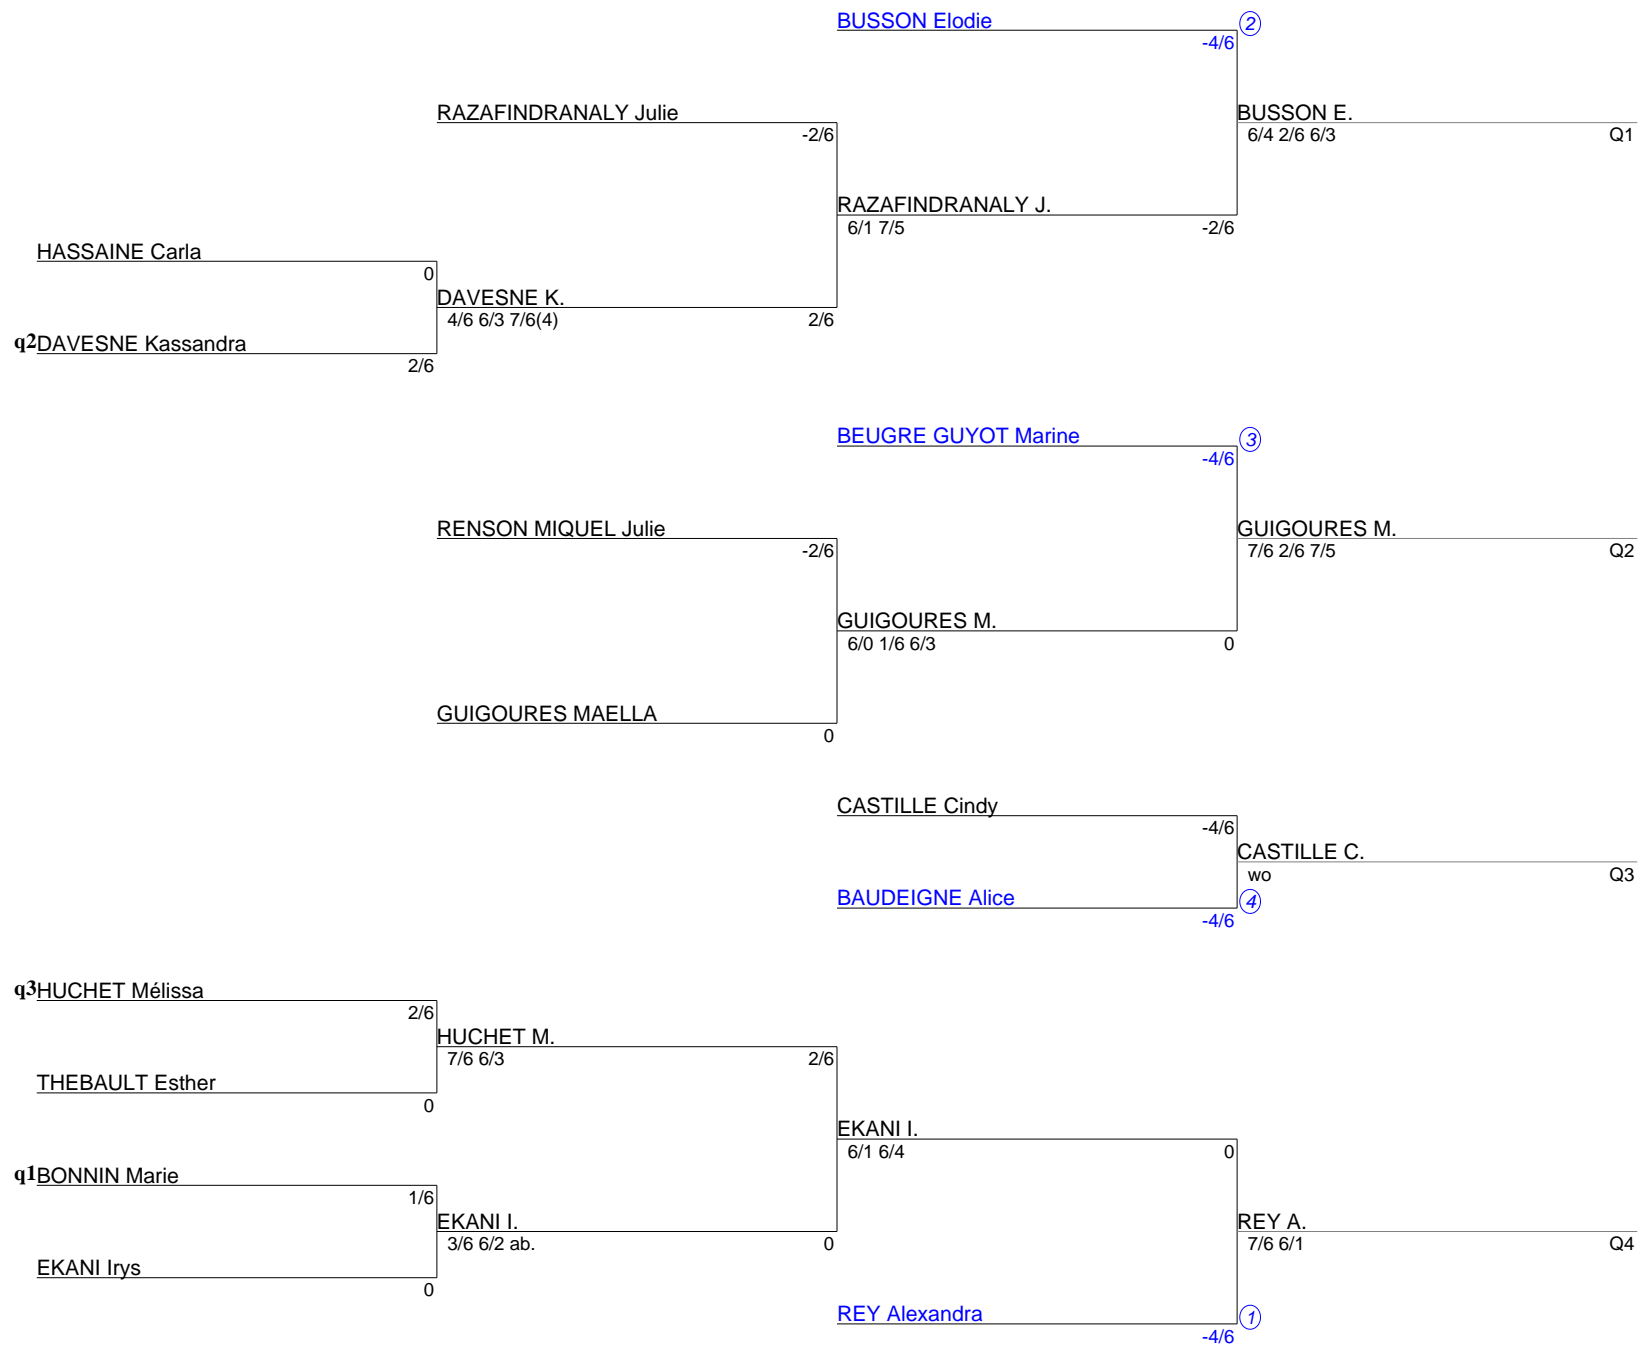 BUSSON Elodie
2
-4/6
RAZAFINDRANALY Julie
-2/6
BUSSON E.
6/4 2/6 6/3
Q1
RAZAFINDRANALY J.
6/1 7/5
-2/6
HASSAINE Carla
0
DAVESNE K.
4/6 6/3 7/6(4)
2/6
q2 DAVESNE Kassandra
2/6
BEUGRE GUYOT Marine
3
-4/6
RENSON MIQUEL Julie
-2/6
GUIGOURES M.
7/6 2/6 7/5
Q2
GUIGOURES M.
6/0 1/6 6/3
0
GUIGOURES MAELLA
0
CASTILLE Cindy
-4/6
CASTILLE C.
wo
Q3
BAUDEIGNE Alice
4
-4/6
q3 HUCHET Mélissa
2/6
HUCHET M.
7/6 6/3
2/6
THEBAULT Esther
0
EKANI I.
6/1 6/4
0
q1 BONNIN Marie
1/6
EKANI I.
3/6 6/2 ab.
0
REY A.
7/6 6/1
Q4
EKANI Irys
0
REY Alexandra
1
-4/6